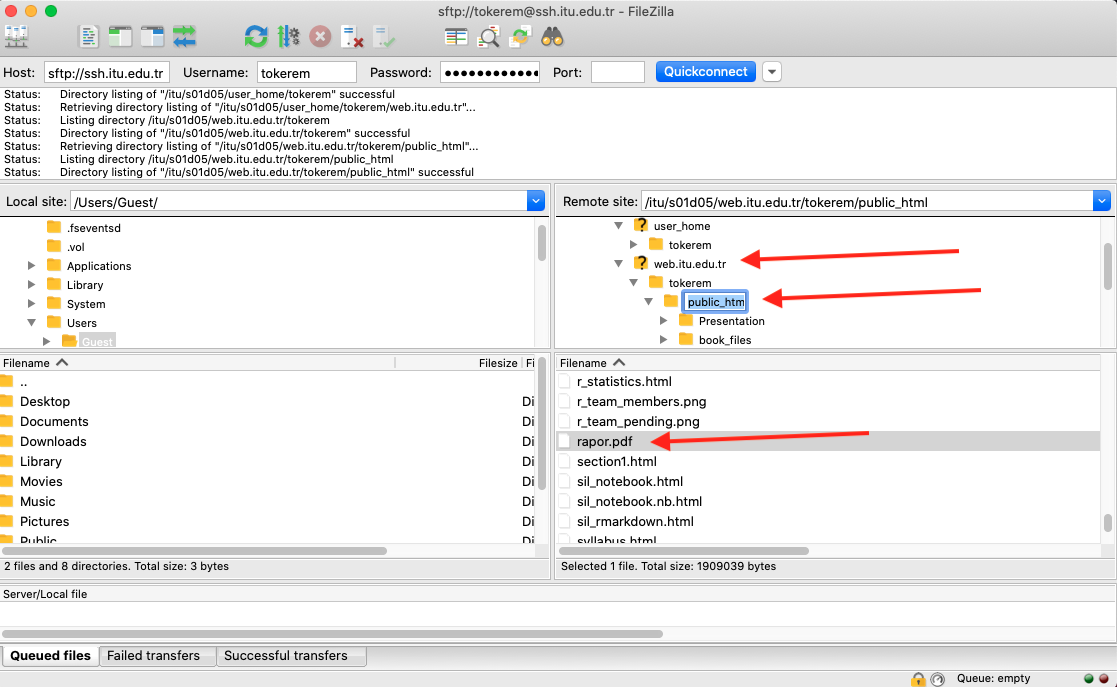 sftp://tokerem@ssh.itu.edu.tr - FileZilla
Host: sftp://ssh.itu.edu.tr Username: tokerem Password: ●●●●●●●●●●●● Port: Quickconnect
Status: Directory listing of "/itu/s01d05/user_home/tokerem" successful
Status: Retrieving directory listing of "/itu/s01d05/user_home/tokerem/web.itu.edu.tr"...
Status: Listing directory /itu/s01d05/web.itu.edu.tr/tokerem
Status: Directory listing of "/itu/s01d05/web.itu.edu.tr/tokerem" successful
Status: Retrieving directory listing of "/itu/s01d05/web.itu.edu.tr/tokerem/public_html"...
Status: Listing directory /itu/s01d05/web.itu.edu.tr/tokerem/public_html
Status: Directory listing of "/itu/s01d05/web.itu.edu.tr/tokerem/public_html" successful
Local site: /Users/Guest/
.fseventsd
.vol
Applications
Library
System
Users
Guest
Filename Filesize Fi
..
Desktop Di
Documents Di
Downloads Di
Library Di
Movies Di
Music Di
Pictures Di
Public Di
2 files and 8 directories. Total size: 3 bytes
Remote site: /itu/s01d05/web.itu.edu.tr/tokerem/public_html
? user_home
tokerem
? web.itu.edu.tr
tokerem
public_htm
Presentation
book_files
Filename
r_statistics.html
r_team_members.png
r_team_pending.png
rapor.pdf
section1.html
sil_notebook.html
sil_notebook.nb.html
sil_rmarkdown.html
syllabus.html
Selected 1 file. Total size: 1909039 bytes
Server/Local file
Queued files Failed transfers Successful transfers
Queue: empty